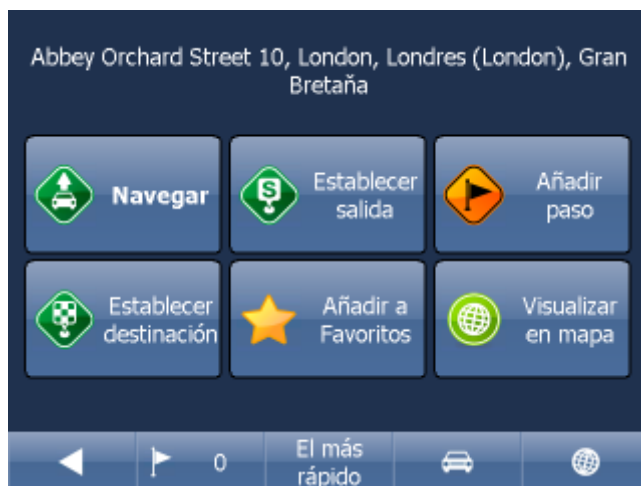 Abbey Orchard Street 10, London, Londres (London), Gran
Bretaña
Navegar
Establecer
salida
Añadir
paso
Establecer
destinación
Añadir a
Favoritos
Visualizar
en mapa
0
El más
rápido